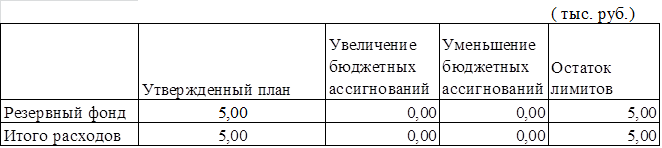 ( тыс. руб.)
Утвержденный план Увеличение бюджетных ассигнований Уменьшение бюджетных ассигнований Остаток лимитов
Резервный фонд 5,00 0,00 0,00 5,00
Итого расходов 5,00 0,00 0,00 5,00